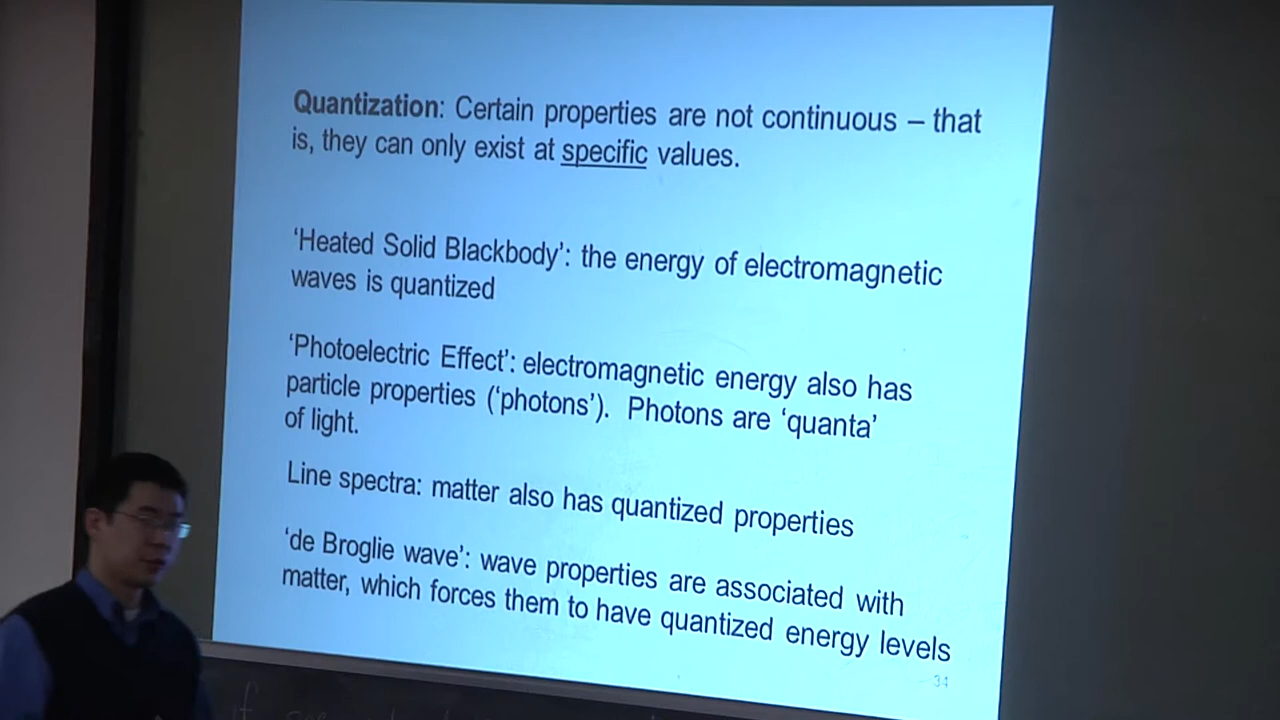 Quantization: Certain properties are not continuous – that
is, they can only exist at specific values.
‘Heated Solid Blackbody’: the energy of electromagnetic
waves is quantized
‘Photoelectric Effect’: electromagnetic energy also has
particle properties (‘photons’). Photons are ‘quanta’
of light.
Line spectra: matter also has quantized properties
‘de Broglie wave’: wave properties are associated with
matter, which forces them to have quantized energy levels
34
if